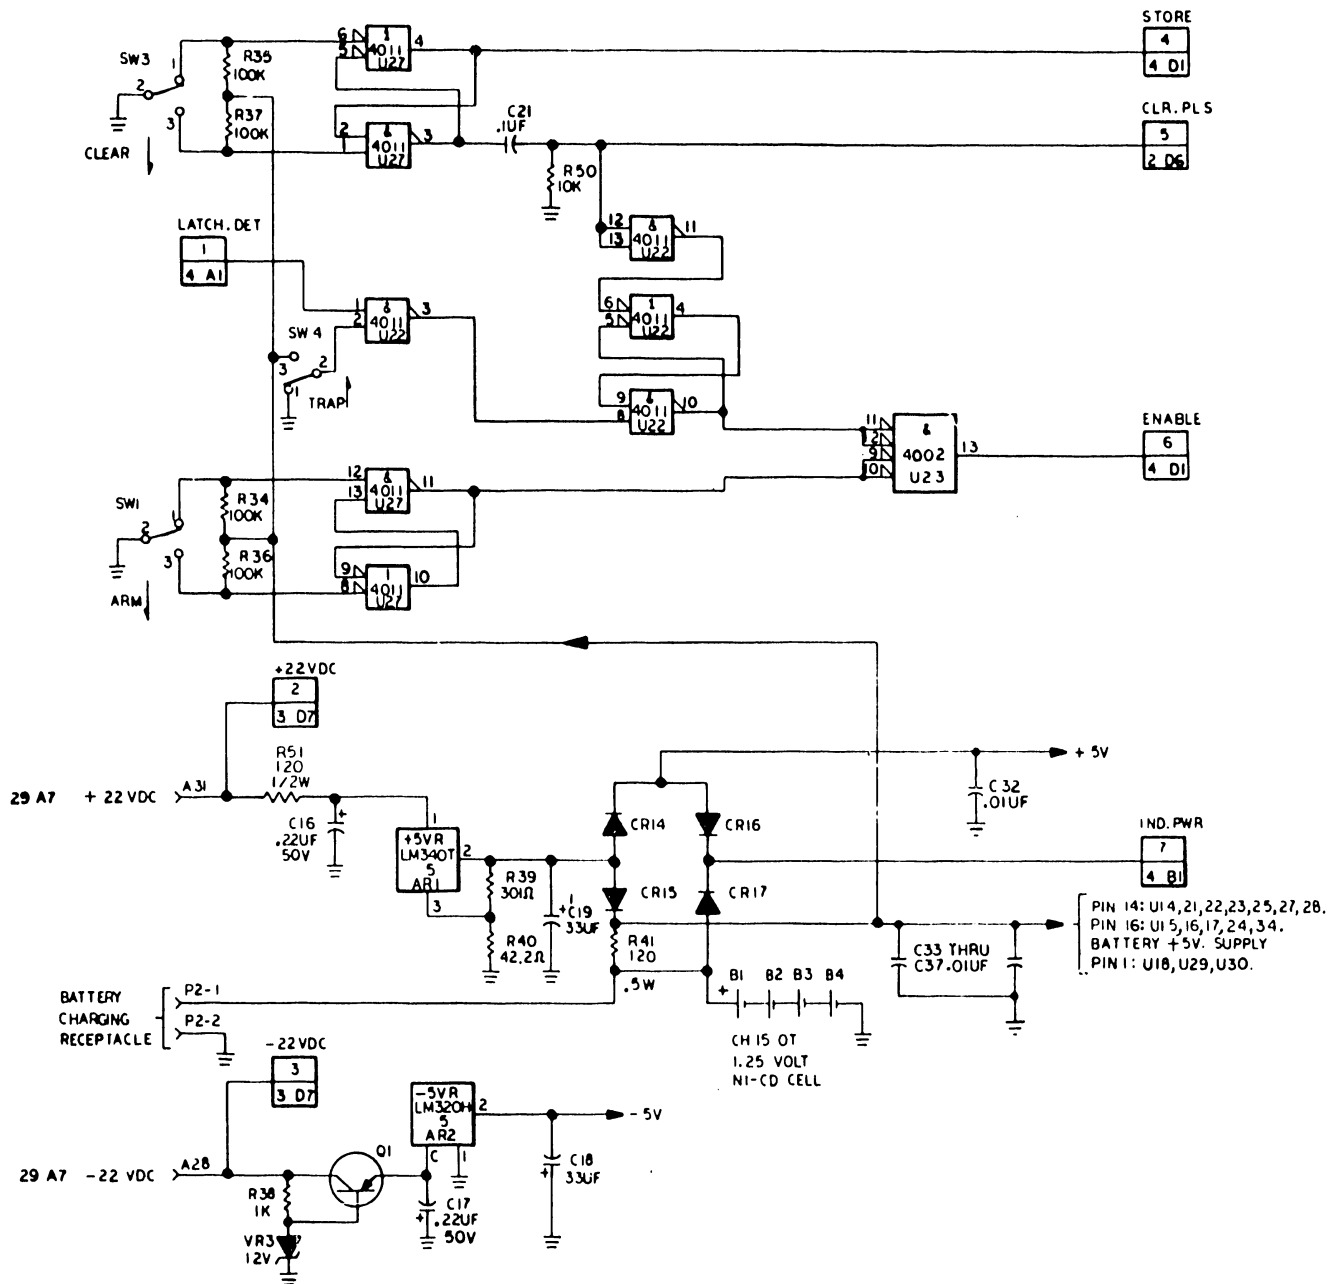 STORE
4
4 D1
SW3
1
2
3
R35
100K
R37
100K
CLEAR
6
5
1
4011
U27
4
2
1
&
4011
U27
3
C21
.1UF
R50
10K
CLR. PLS
5
2 D6
LATCH. DET
1
4 A1
12
13
&
4011
U22
11
1
2
&
4011
U22
3
6
5
1
4011
U22
4
SW 4
3
2
1
TRAP
9
8
&
4011
U22
10
11
12
9
10
&
4002
U23
13
ENABLE
6
4 D1
SW1
1
2
3
R34
100K
R36
100K
ARM
12
13
&
4011
U27
11
9
8
1
4011
U27
10
+22VDC
2
3 D7
29 A7 + 22 VDC
A31
R51
120
1/2W
C16
+
.22UF
50V
1
+5VR
LM340T
5
AR1
2
3
R39
301Ω
R40
42.2Ω
+
C19
33UF
CR14
CR16
CR15
CR17
R41
120
.5W
+ 5V
C32
.01UF
IND. PWR
7
4 B1
C33 THRU
C37 .01UF
PIN 14: U14,21,22,23,25,27,28.
PIN 16: U15,16,17,24,34.
BATTERY +5V. SUPPLY
PIN 1: U18,U29,U30.
+
B1
B2
B3
B4
CH 15 OT
1.25 VOLT
NI-CD CELL
BATTERY
CHARGING
RECEPTACLE
P2-1
P2-2
-22VDC
3
3 D7
29 A7 -22 VDC
A28
R38
1K
VR3
12V
Q1
-5VR
LM320H
5
AR2
2
C
1
C17
+
.22UF
50V
C18
+
33UF
- 5V